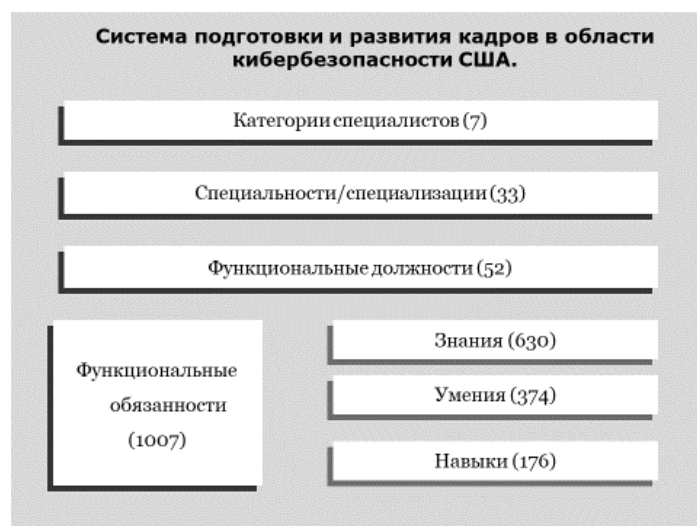 Система подготовки и развития кадров в области
кибербезопасности США.
Категории специалистов (7)
Специальности/специализации (33)
Функциональные должности (52)
Функциональные
обязанности
(1007)
Знания (630)
Умения (374)
Навыки (176)